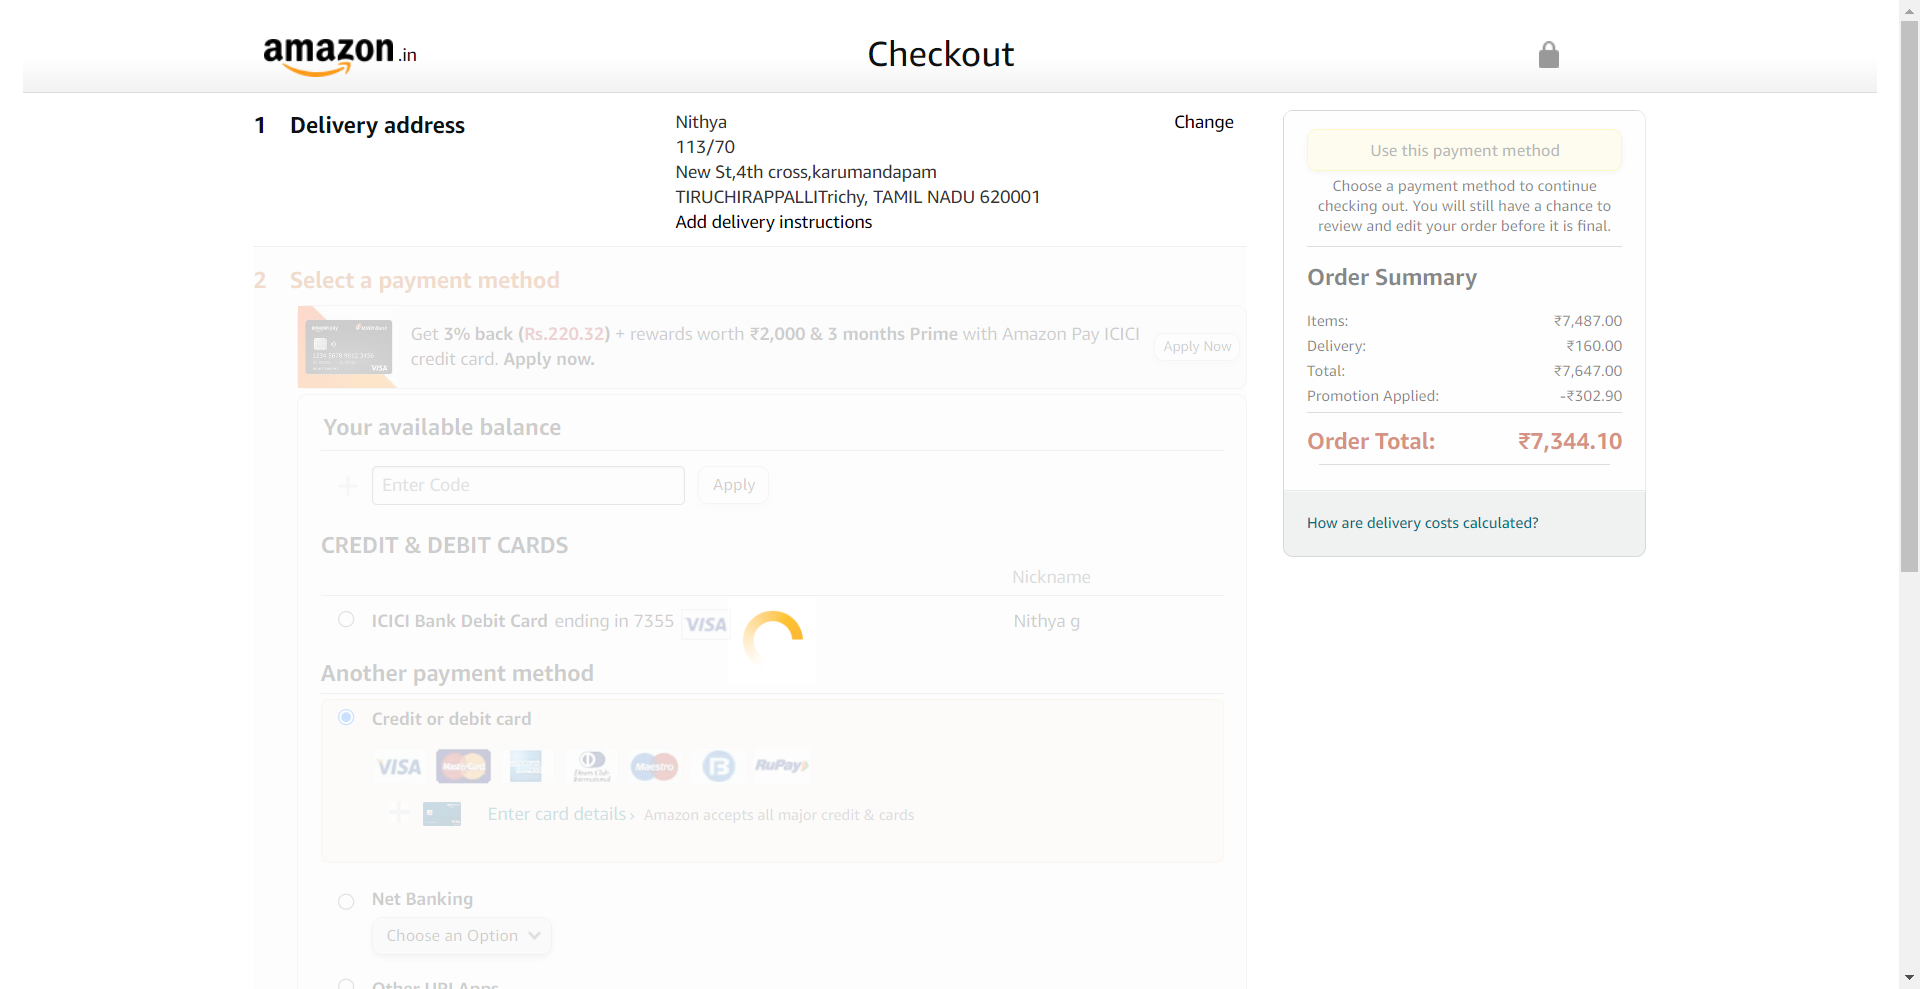 amazon.in
Checkout
1 Delivery address
Nithya
113/70
New St,4th cross,karumandapam
TIRUCHIRAPPALLITrichy, TAMIL NADU 620001
Add delivery instructions
Change
2 Select a payment method
Get 3% back (Rs.220.32) + rewards worth ₹2,000 & 3 months Prime with Amazon Pay ICICI
credit card. Apply now.
Apply Now
Your available balance
Enter Code
Apply
CREDIT & DEBIT CARDS
Nickname
ICICI Bank Debit Card ending in 7355 VISA Nithya g
Another payment method
Credit or debit card
VISA MasterCard Maestro RuPay
Enter card details › Amazon accepts all major credit & cards
Net Banking
Choose an Option
Other UPI Apps
Use this payment method
Choose a payment method to continue
checking out. You will still have a chance to
review and edit your order before it is final.
Order Summary
Items: ₹7,487.00
Delivery: ₹160.00
Total: ₹7,647.00
Promotion Applied: -₹302.90
Order Total: ₹7,344.10
How are delivery costs calculated?